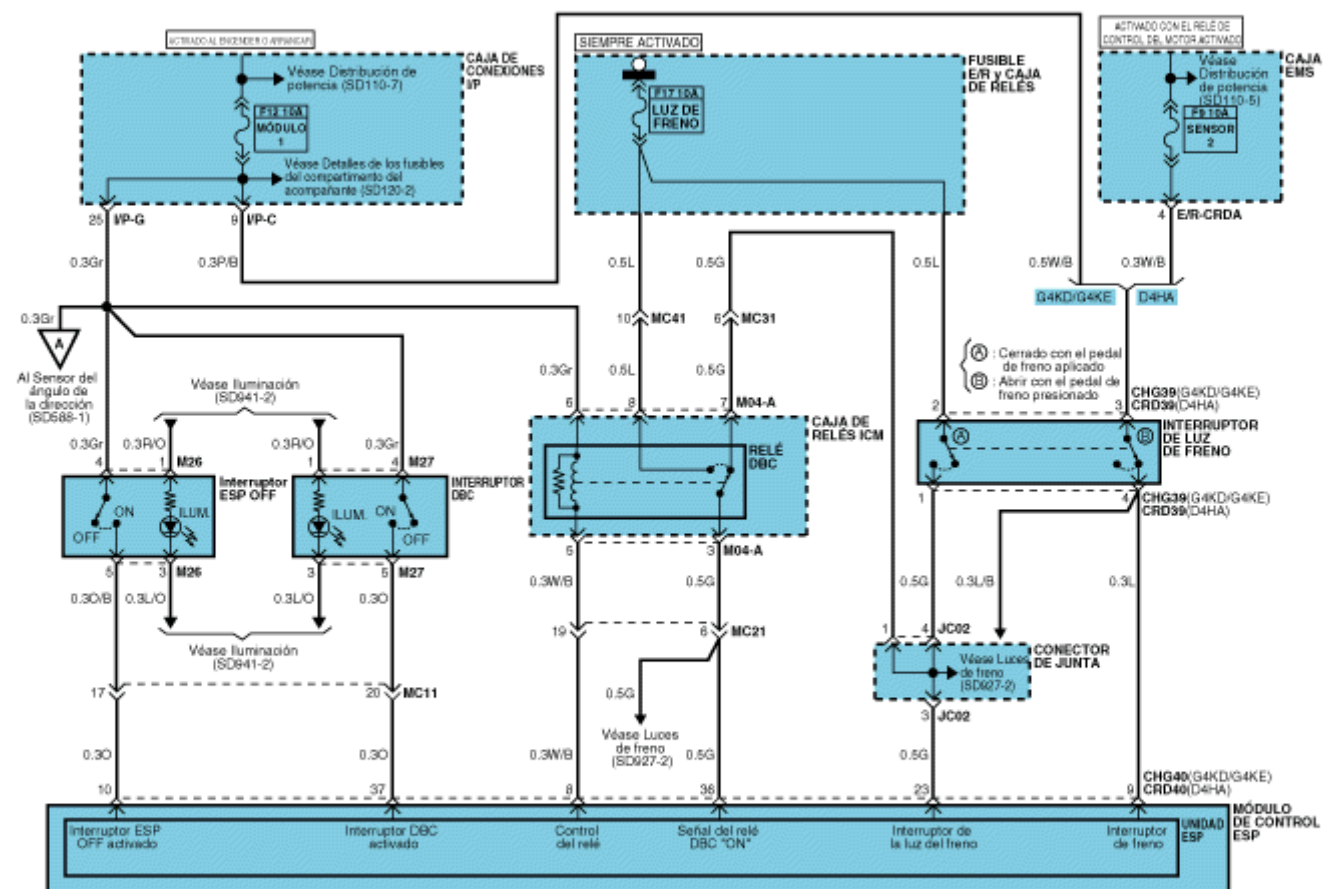 ACTIVADO AL ENCENDER O ARRANCAR
SIEMPRE ACTIVADO
ACTIVADO CON EL RELÉ DE
CONTROL DEL MOTOR ACTIVADO
CAJA DE
CONEXIONES
I/P
Véase Distribución de
potencia (SD110-7)
F12 10A
MÓDULO
1
Véase Detalles de los fusibles
del compartimento del
acompañante (SD120-2)
FUSIBLE
E/R y CAJA
DE RELÉS
F17 10A
LUZ DE
FRENO
CAJA
EMS
Véase
Distribución
de potencia
(SD110-5)
F9 10A
SENSOR
2
25 I/P-G
9 I/P-C
4 E/R-CRDA
0.3Gr
0.3P/B
0.5L
0.5G
0.5L
0.5W/B
0.3W/B
G4KD/G4KE
D4HA
0.3Gr
A
Al Sensor del
ángulo de
la dirección
(SD588-1)
10 MC41
6 MC31
Véase Iluminación
(SD941-2)
0.3Gr
0.5L
0.5G
A : Cerrado con el pedal
de freno aplicado
B : Abrir con el pedal de
freno presionado
6
8
7 M04-A
2
3
CHG39(G4KD/G4KE)
CRD39(D4HA)
CAJA DE
RELÉS ICM
RELÉ
DBC
INTERRUPTOR
DE LUZ
DE FRENO
A
B
0.3Gr
0.3R/O
0.3R/O
0.3Gr
4
1 M26
1
4 M27
Interruptor
ESP OFF
INTERRUPTOR
DBC
ON
OFF
ILUM.
ILUM.
ON
OFF
1
4
CHG39(G4KD/G4KE)
CRD39(D4HA)
5
3 M26
3
5 M27
5
3 M04-A
0.3O/B
0.3L/O
0.3L/O
0.3O
0.3W/B
0.5G
0.5G
0.3L/B
0.3L
Véase Iluminación
(SD941-2)
19
6 MC21
1
4 JC02
CONECTOR
DE JUNTA
Véase Luces
de freno
(SD927-2)
17
20 MC11
0.5G
3 JC02
Véase Luces
de freno
(SD927-2)
0.3O
0.3O
0.3W/B
0.5G
0.5G
10
37
8
36
23
9
CHG40(G4KD/G4KE)
CRD40(D4HA)
MÓDULO
DE CONTROL
ESP
UNIDAD
ESP
Interruptor ESP
OFF activado
Interruptor DBC
activado
Control
del relé
Señal del relé
DBC "ON"
Interruptor de
la luz del freno
Interruptor
de freno